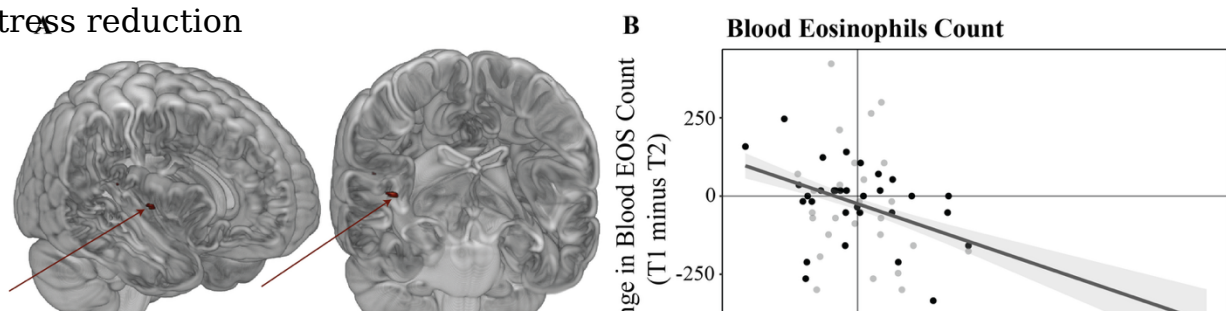 tress reduction
A
B
Blood Eosinophils Count
nge in Blood EOS Count
(T1 minus T2)
250
0
-250